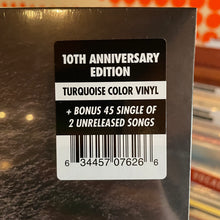 10TH ANNIVERSARY
EDITION
TURQUOISE COLOR VINYL
+ BONUS 45 SINGLE OF
2 UNRELEASED SONGS
6 34457 07626 6